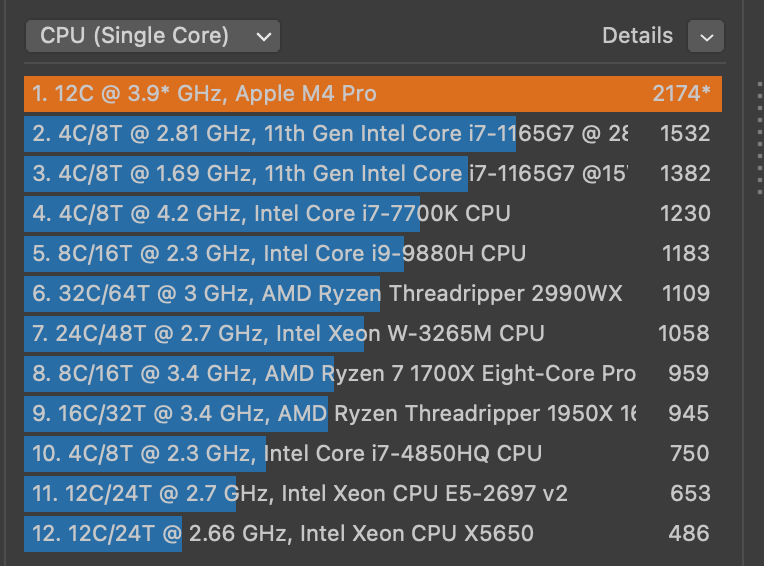 CPU (Single Core)
Details
1. 12C @ 3.9* GHz, Apple M4 Pro 2174*
2. 4C/8T @ 2.81 GHz, 11th Gen Intel Core i7-1165G7 @ 28 1532
3. 4C/8T @ 1.69 GHz, 11th Gen Intel Core i7-1165G7 @15 1382
4. 4C/8T @ 4.2 GHz, Intel Core i7-7700K CPU 1230
5. 8C/16T @ 2.3 GHz, Intel Core i9-9880H CPU 1183
6. 32C/64T @ 3 GHz, AMD Ryzen Threadripper 2990WX 1109
7. 24C/48T @ 2.7 GHz, Intel Xeon W-3265M CPU 1058
8. 8C/16T @ 3.4 GHz, AMD Ryzen 7 1700X Eight-Core Pro 959
9. 16C/32T @ 3.4 GHz, AMD Ryzen Threadripper 1950X 16 945
10. 4C/8T @ 2.3 GHz, Intel Core i7-4850HQ CPU 750
11. 12C/24T @ 2.7 GHz, Intel Xeon CPU E5-2697 v2 653
12. 12C/24T @ 2.66 GHz, Intel Xeon CPU X5650 486